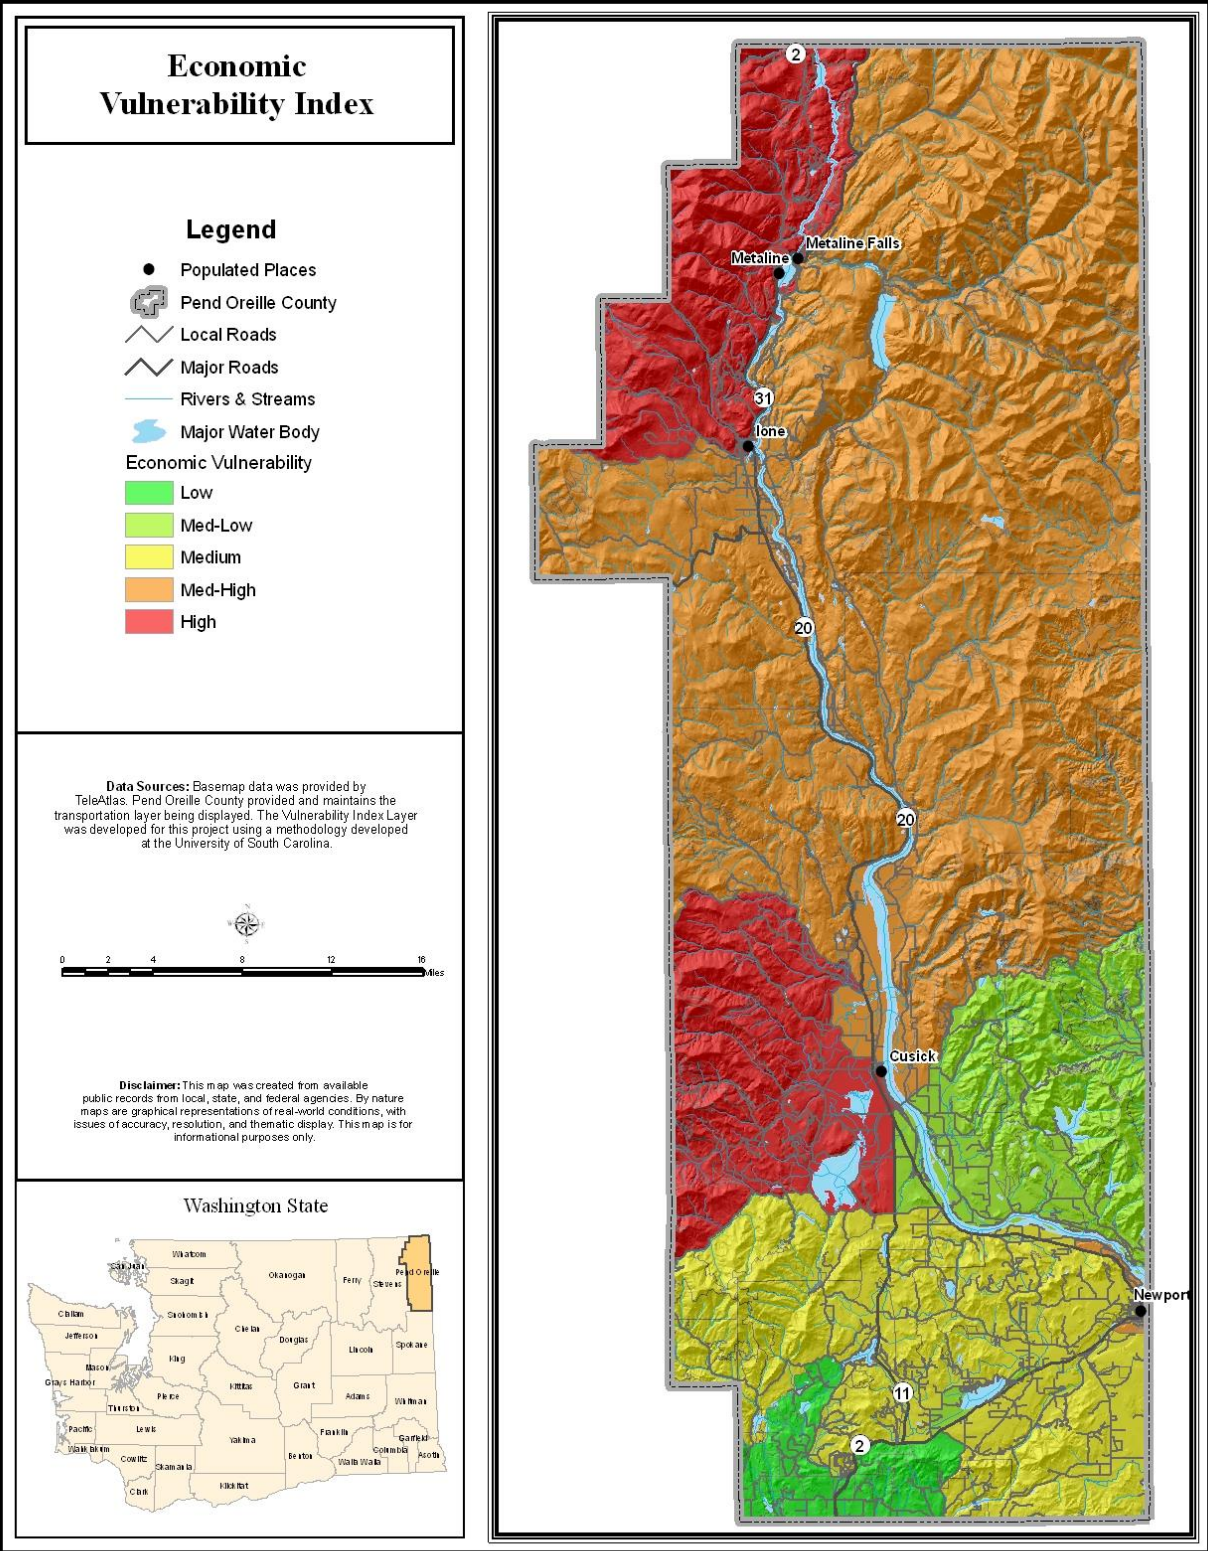 Economic
Vulnerability Index
Legend
Populated Places
Pend Oreille County
Local Roads
Major Roads
Rivers & Streams
Major Water Body
Economic Vulnerability
Low
Med-Low
Medium
Med-High
High
Data Sources: Basemap data was provided by
TeleAtlas. Pend Oreille County provided and maintains the
transportation layer being displayed. The Vulnerability Index Layer
was developed for this project using a methodology developed
at the University of South Carolina.
N
W E
S
0 2 4 8 12 16
Miles
Disclaimer: This map was created from available
public records from local, state, and federal agencies. By nature
maps are graphical representations of real-world conditions, with
issues of accuracy, resolution, and thematic display. This map is for
informational purposes only.
Washington State
Whatcom
San Juan
Skagit
Okanogan
Ferry
Stevens
Pend Oreille
Clallam
Snohomish
Chelan
Douglas
Jefferson
King
Lincoln
Spokane
Mason
Grays Harbor
Kittitas
Grant
Adams
Whitman
Pierce
Thurston
Pacific
Lewis
Yakima
Franklin
Garfield
Wahkiakum
Cowlitz
Skamania
Benton
Walla Walla
Columbia
Asotin
Clark
Klickitat
2
Metaline Falls
Metaline
31
Ione
20
20
Cusick
Newport
11
2